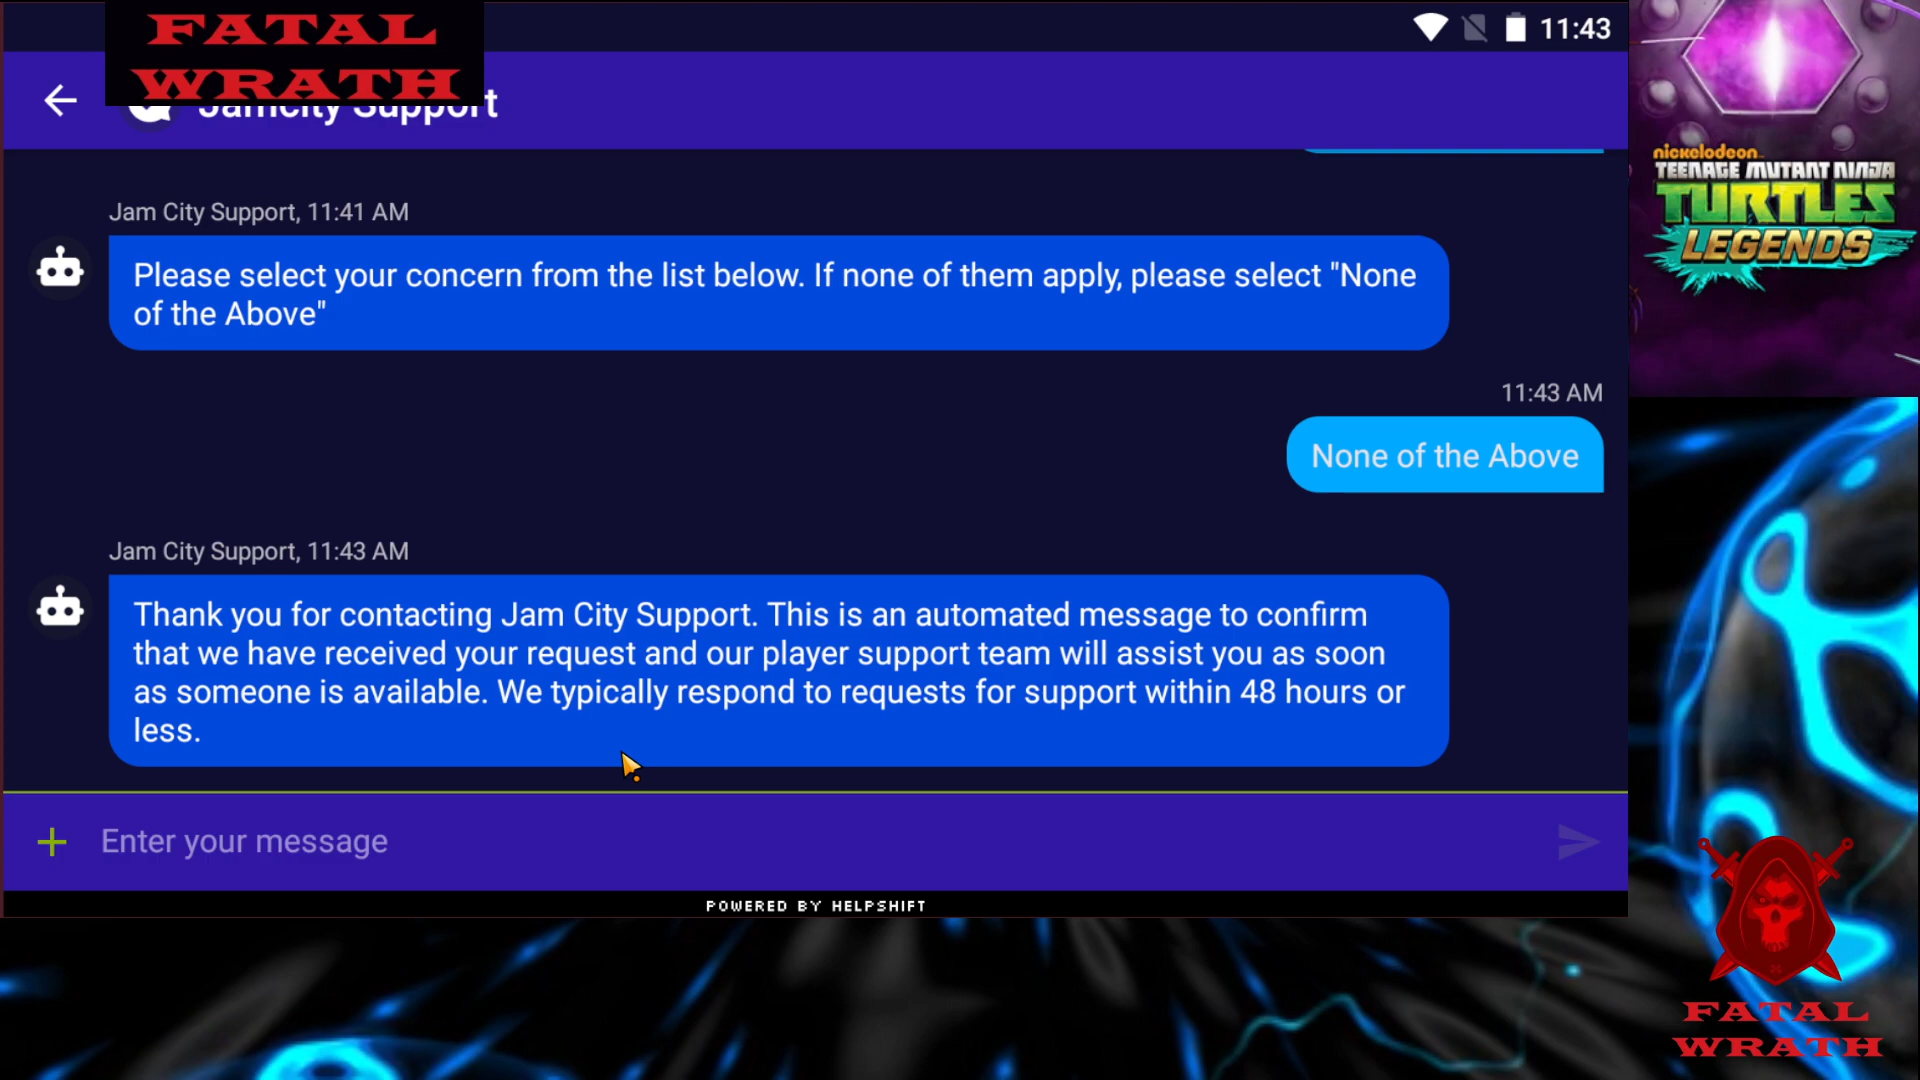 FATAL
WRATH
11:43
Jamcity Support
Jam City Support, 11:41 AM
Please select your concern from the list below. If none of them apply, please select "None
of the Above"
11:43 AM
None of the Above
Jam City Support, 11:43 AM
Thank you for contacting Jam City Support. This is an automated message to confirm
that we have received your request and our player support team will assist you as soon
as someone is available. We typically respond to requests for support within 48 hours or
less.
Enter your message
POWERED BY HELPSHIFT
nickelodeon
TEENAGE MUTANT NINJA
TURTLES
LEGENDS
FATAL
WRATH